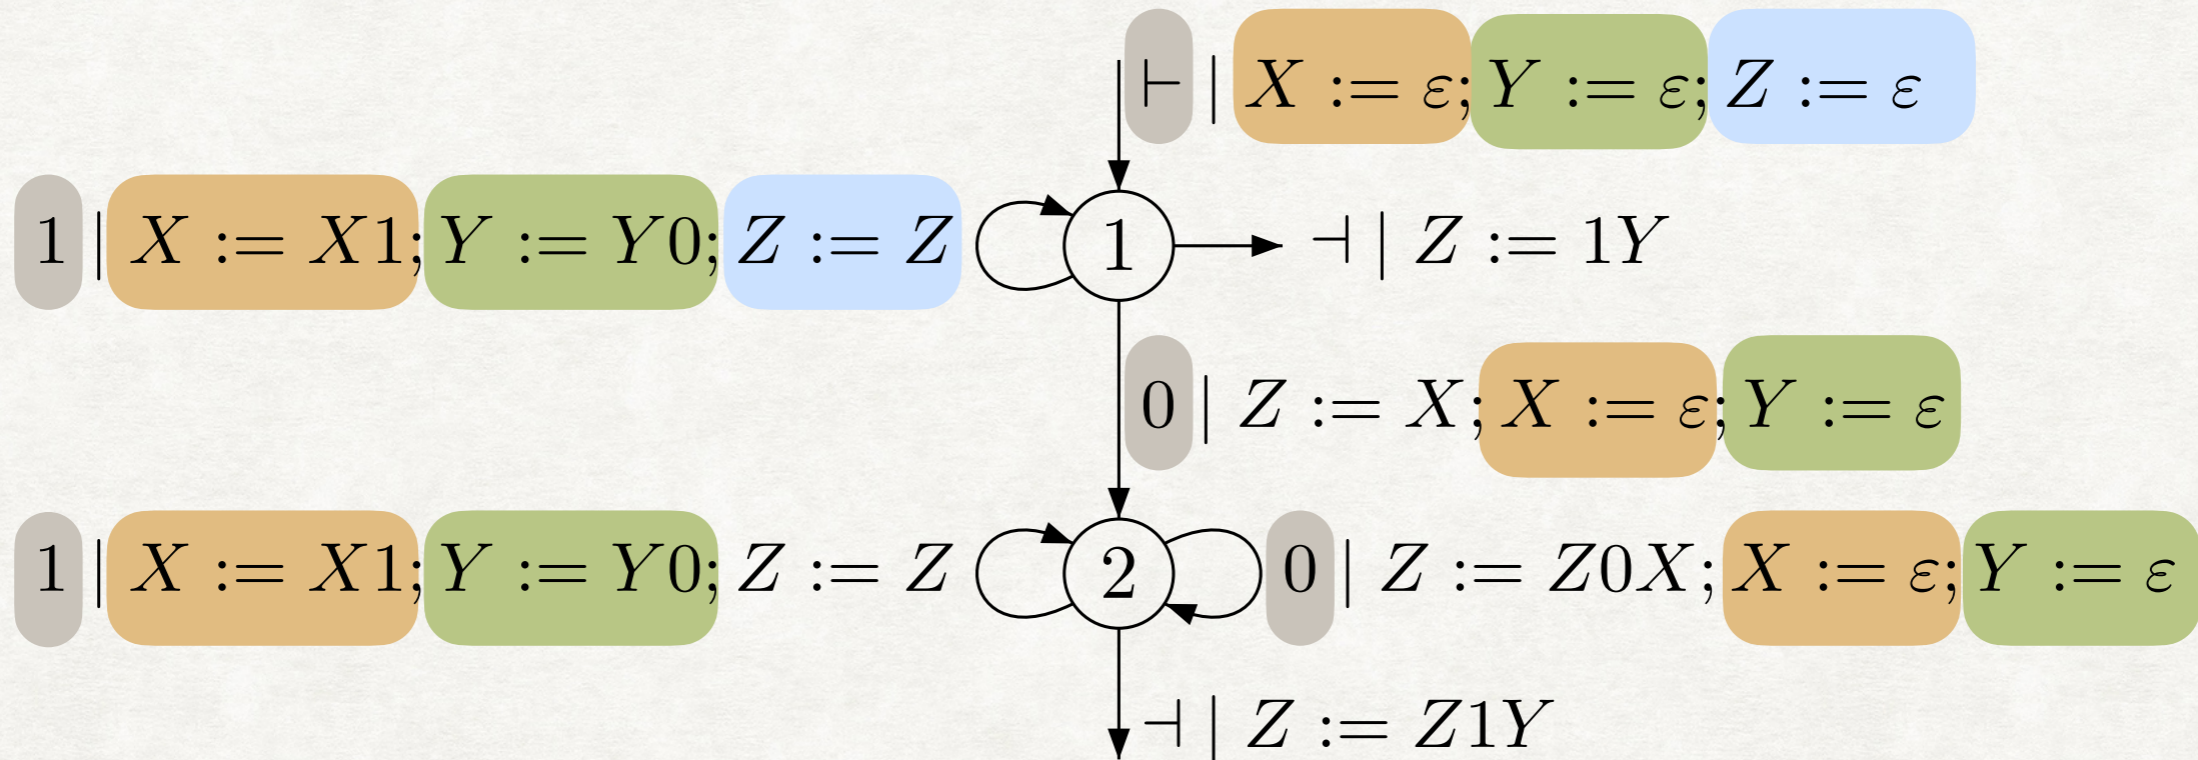 ⊢ | X := ε; Y := ε; Z := ε
1 | X := X1; Y := Y0; Z := Z
1
⊣ | Z := 1Y
0 | Z := X; X := ε; Y := ε
1 | X := X1; Y := Y0; Z := Z
2
0 | Z := Z0X; X := ε; Y := ε
⊣ | Z := Z1Y